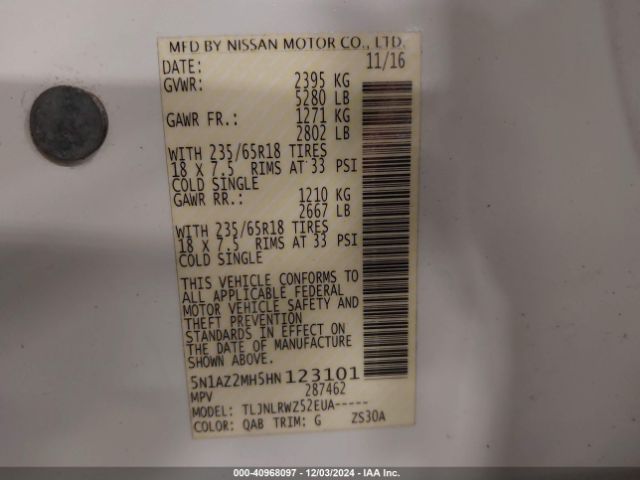 MFD BY NISSAN MOTOR CO., LTD.
DATE: 11/16
GVWR: 2395 KG
5280 LB
GAWR FR.: 1271 KG
2802 LB
WITH 235/65R18 TIRES
18 X 7.5 RIMS AT 33 PSI
COLD SINGLE
GAWR RR.: 1210 KG
2667 LB
WITH 235/65R18 TIRES
18 X 7.5 RIMS AT 33 PSI
COLD SINGLE
THIS VEHICLE CONFORMS TO
ALL APPLICABLE FEDERAL
MOTOR VEHICLE SAFETY AND
THEFT PREVENTION
STANDARDS IN EFFECT ON
THE DATE OF MANUFACTURE
SHOWN ABOVE.
5N1AZ2MH5HN123101
MPV 287462
MODEL: TLJNLRWZ52EUA-----
COLOR: QAB TRIM: G ZS30A
000-40968097 - 12/03/2024 - IAA Inc.